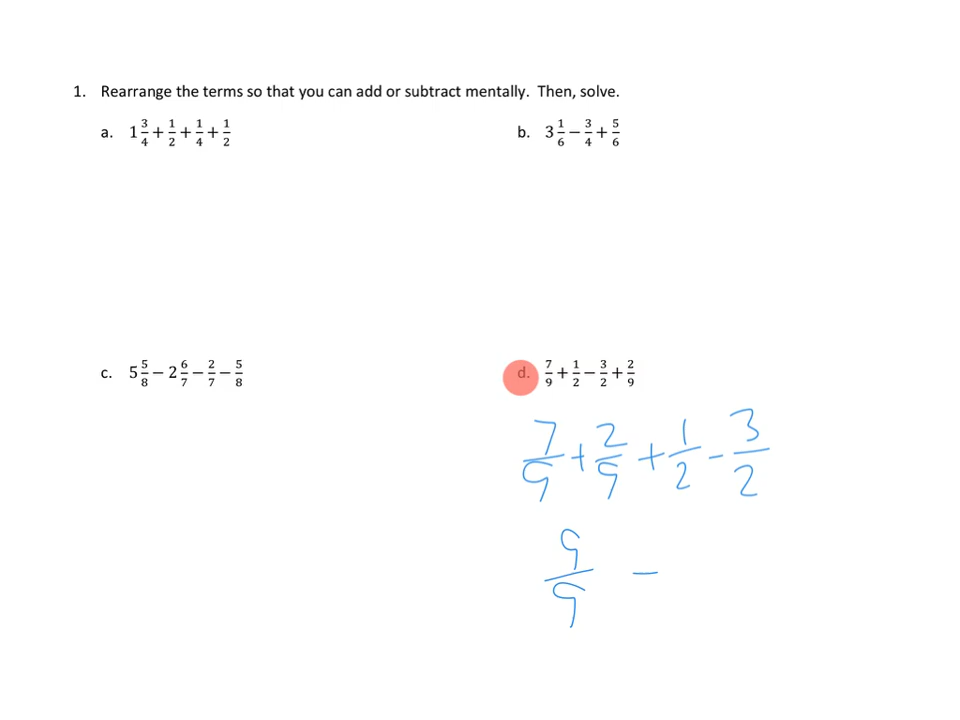 1. Rearrange the terms so that you can add or subtract mentally. Then, solve.
a. 1 3/4 + 1/2 + 1/4 + 1/2
b. 3 1/6 − 3/4 + 5/6
c. 5 5/8 − 2 6/7 − 2/7 − 5/8
d. 7/9 + 1/2 − 3/2 + 2/9
7/9 + 2/9 + 1/2 − 3/2
9/9 −